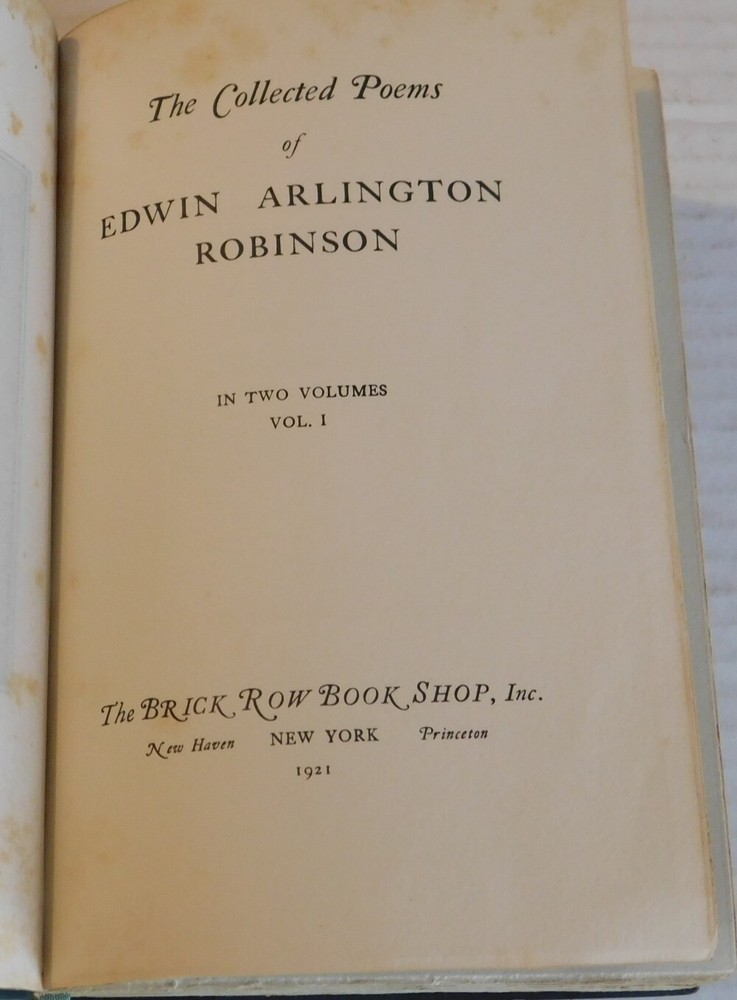 The Collected Poems
of
EDWIN ARLINGTON
ROBINSON
IN TWO VOLUMES
VOL. I
The BRICK ROW BOOK SHOP, Inc.
New Haven NEW YORK Princeton
1921